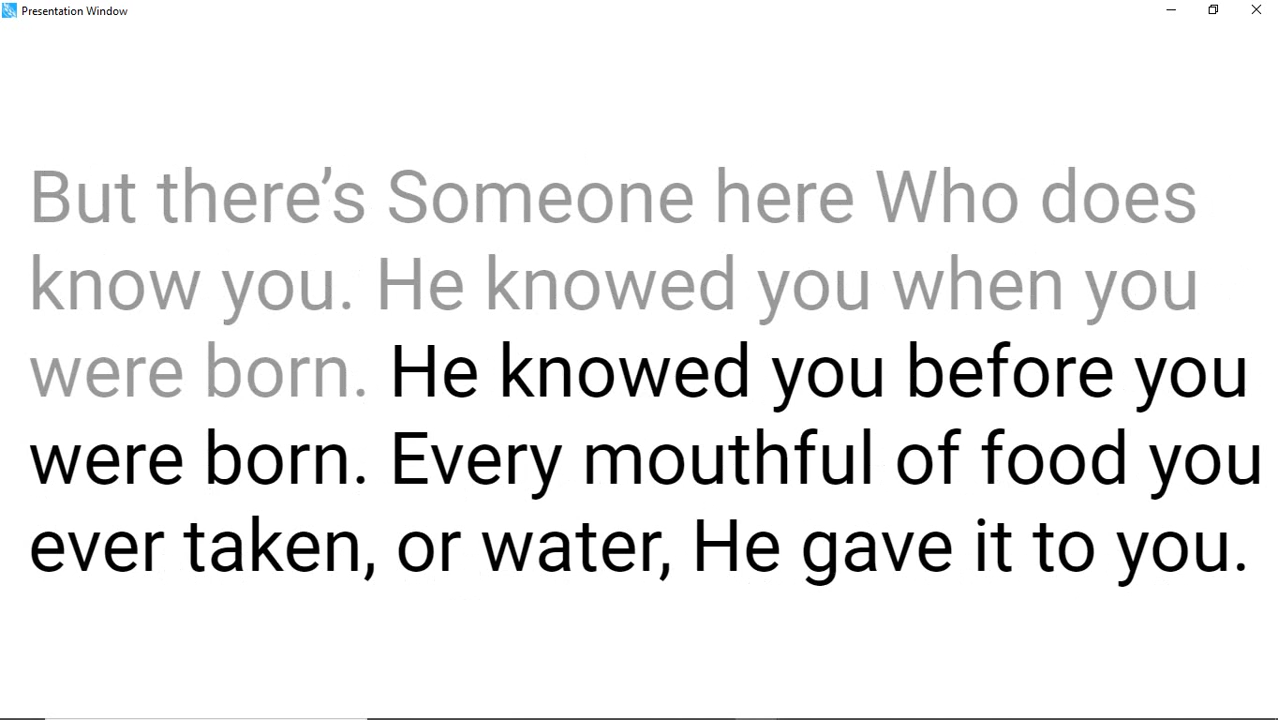 Presentation Window
But there’s Someone here Who does
know you. He knowed you when you
were born. He knowed you before you
were born. Every mouthful of food you
ever taken, or water, He gave it to you.